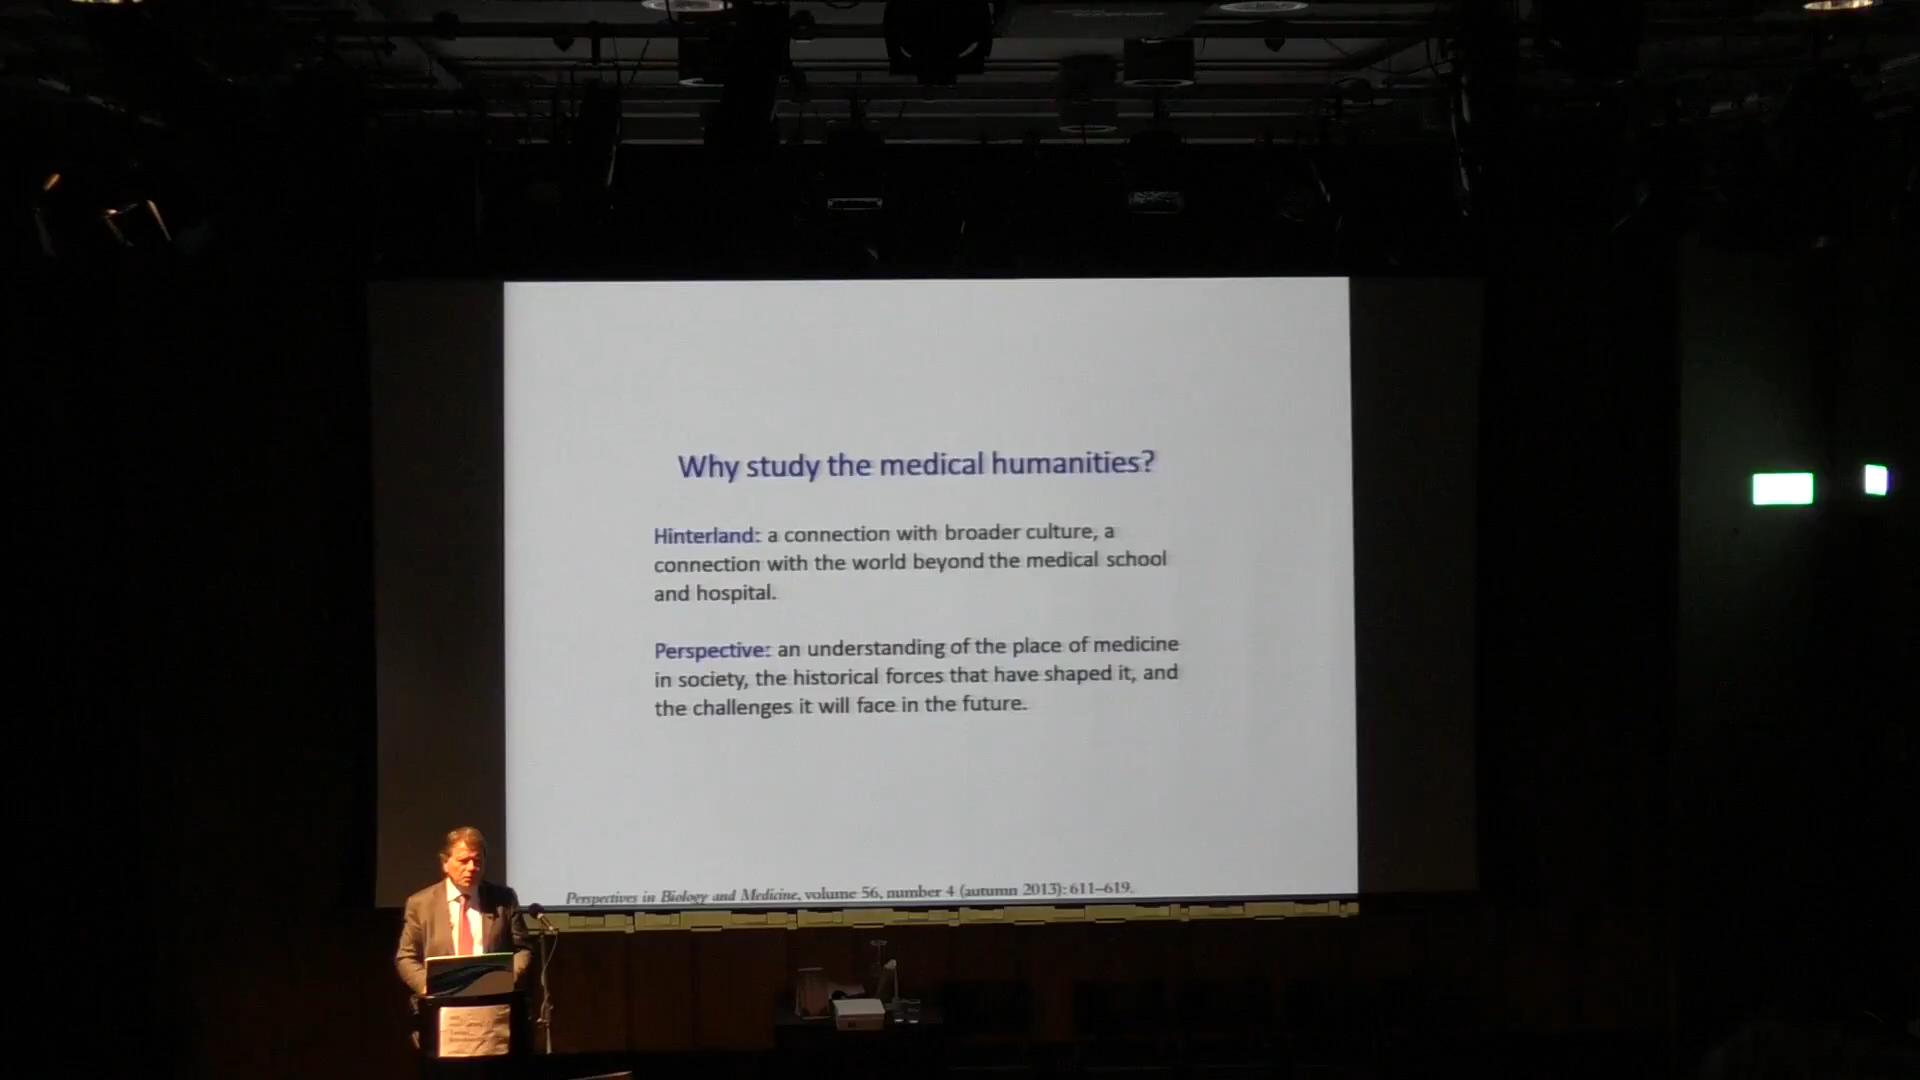 Why study the medical humanities?
Hinterland: a connection with broader culture, a
connection with the world beyond the medical school
and hospital.
Perspective: an understanding of the place of medicine
in society, the historical forces that have shaped it, and
the challenges it will face in the future.
Perspectives in Biology and Medicine, volume 56, number 4 (autumn 2013): 611–619.